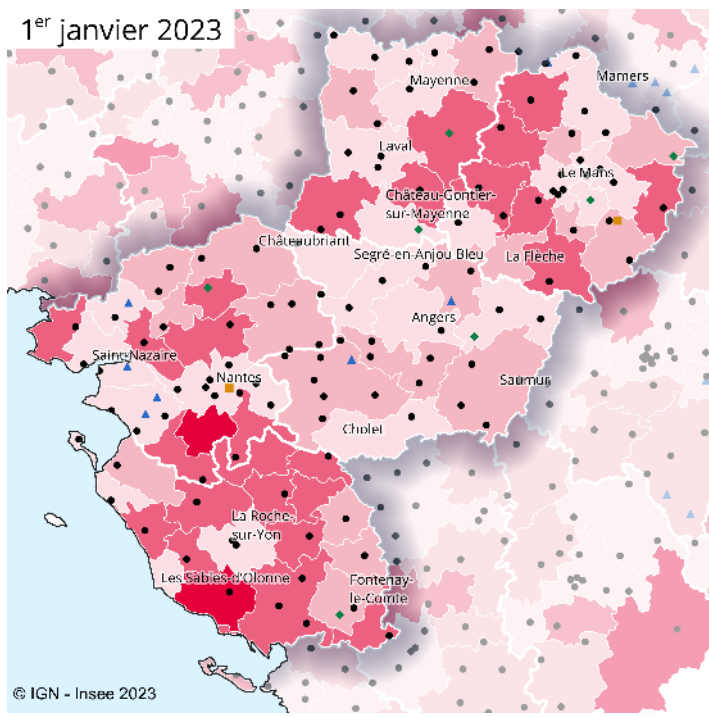 1er janvier 2023
Mayenne
Mamers
Laval
Le Mans
Château-Gontier-
sur-Mayenne
Châteaubriant
Segré-en-Anjou Bleu
La Flèche
Angers
Saint-Nazaire
Nantes
Saumur
Cholet
La Roche-
sur-Yon
Les Sables-d'Olonne
Fontenay-
le-Comte
© IGN - Insee 2023